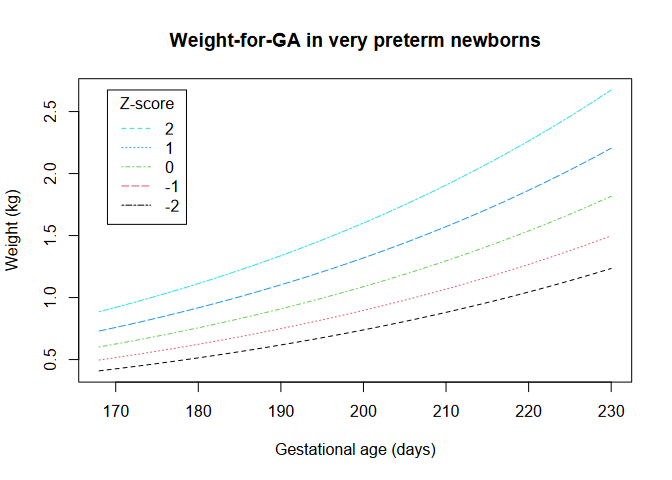 Weight-for-GA in very preterm newborns
Z-score
2
1
0
-1
-2
Weight (kg)
2.5
2.0
1.5
1.0
0.5
170 180 190 200 210 220 230
Gestational age (days)